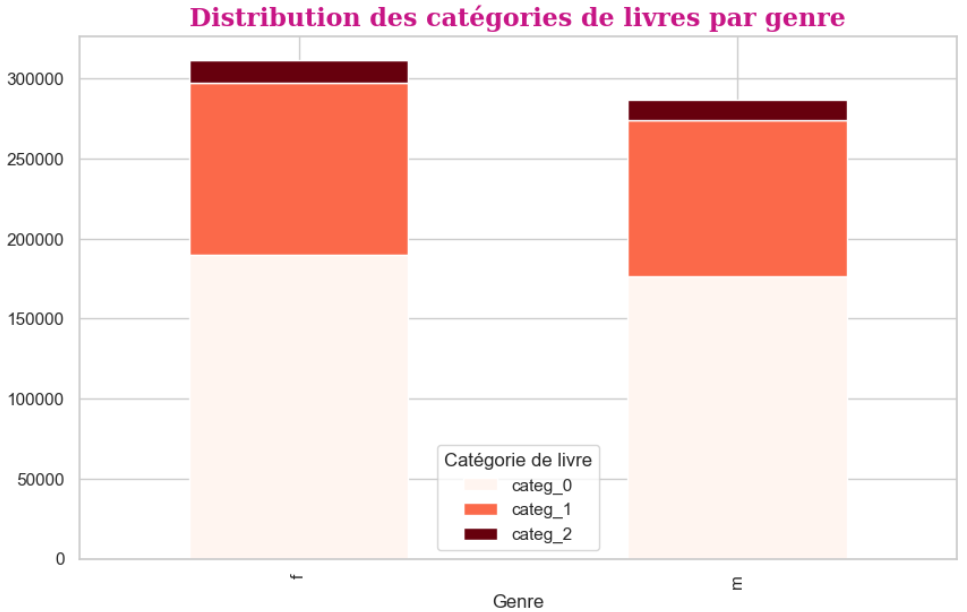 Distribution des catégories de livres par genre
300000
250000
200000
150000
100000
50000
0
Catégorie de livre
categ_0
categ_1
categ_2
f
m
Genre